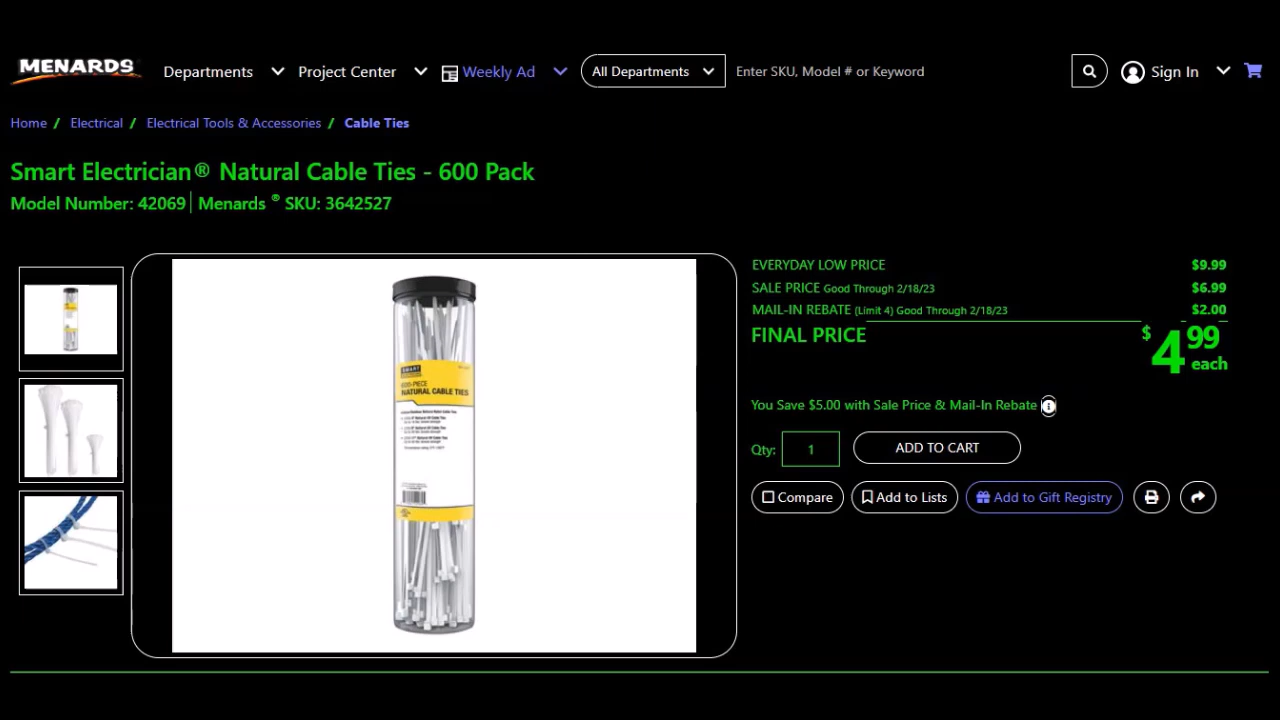 MENARDS
Departments Project Center Weekly Ad All Departments Enter SKU, Model # or Keyword Sign In
Home / Electrical / Electrical Tools & Accessories / Cable Ties
Smart Electrician® Natural Cable Ties - 600 Pack
Model Number: 42069 | Menards ® SKU: 3642527
EVERYDAY LOW PRICE $9.99
SALE PRICE Good Through 2/18/23 $6.99
MAIL-IN REBATE (Limit 4) Good Through 2/18/23 $2.00
FINAL PRICE $4 99 each
You Save $5.00 with Sale Price & Mail-In Rebate
Qty: 1 ADD TO CART
Compare Add to Lists Add to Gift Registry
SMART
600-PIECE
NATURAL CABLE TIES